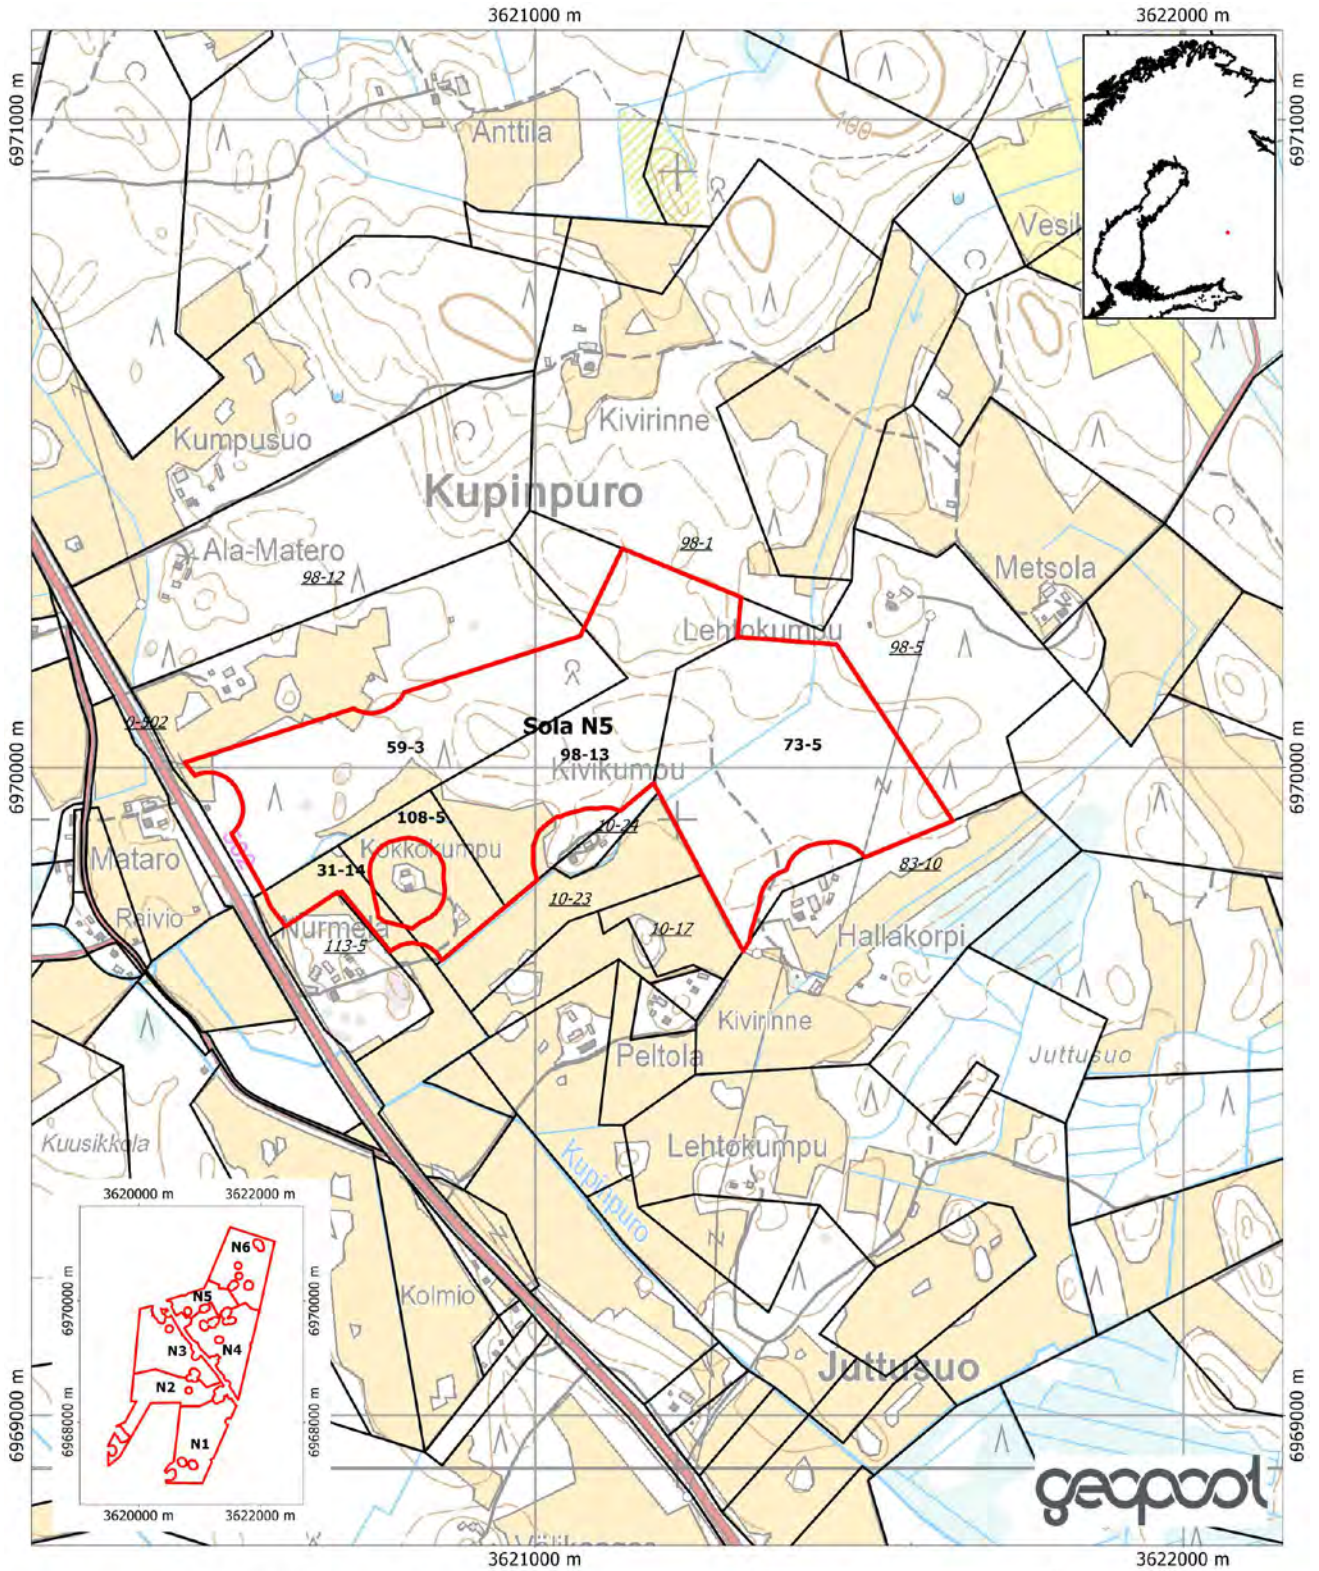 3621000 m
3622000 m
6971000 m
6971000 m
Anttila
100
Vesi
Kivirinne
Kumpusuo
Kupinpuro
98-1
Ala-Matero
98-12
Metsola
Lehtokumpu
98-5
0-502
Sola N5
59-3
98-13
73-5
6970000 m
6970000 m
Kivikumpu
108-5
10-24
Kokkokumpu
Mataro
31-14
83-10
10-23
Raivio
Nurmela
113-5
10-17
Hallakorpi
Kivirinne
Peltola
Juttusuo
Kuusikkola
Lehtokumpu
Kupinpuro
3620000 m
3622000 m
N6
N5
6970000 m
6970000 m
N3
N4
N2
6968000 m
6968000 m
N1
3620000 m
3622000 m
Kolmio
Juttusuo
6969000 m
6969000 m
geopool
Välikangas
3621000 m
3622000 m